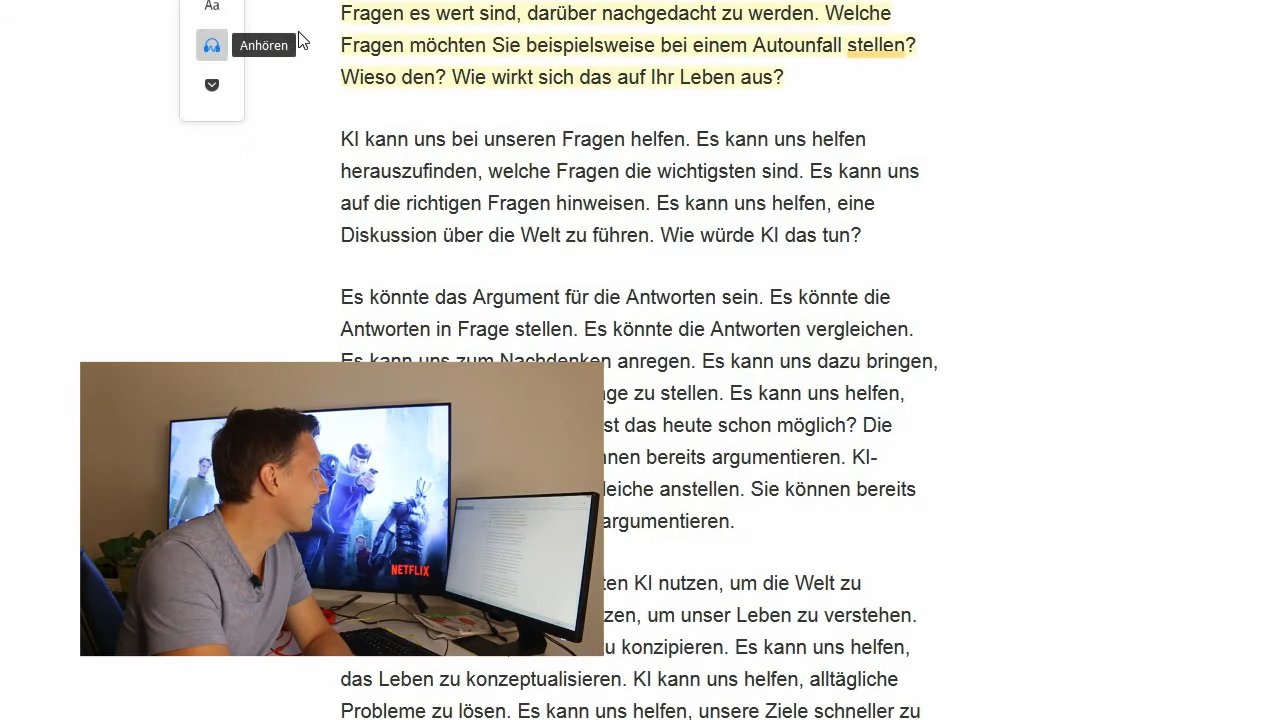 Aa
Anhören
Fragen es wert sind, darüber nachgedacht zu werden. Welche
Fragen möchten Sie beispielsweise bei einem Autounfall stellen?
Wieso den? Wie wirkt sich das auf Ihr Leben aus?
KI kann uns bei unseren Fragen helfen. Es kann uns helfen
herauszufinden, welche Fragen die wichtigsten sind. Es kann uns
auf die richtigen Fragen hinweisen. Es kann uns helfen, eine
Diskussion über die Welt zu führen. Wie würde KI das tun?
Es könnte das Argument für die Antworten sein. Es könnte die
Antworten in Frage stellen. Es könnte die Antworten vergleichen.
Es kann uns zum Nachdenken anregen. Es kann uns dazu bringen,
ge zu stellen. Es kann uns helfen,
st das heute schon möglich? Die
nen bereits argumentieren. KI-
leiche anstellen. Sie können bereits
argumentieren.
ten KI nutzen, um die Welt zu
zen, um unser Leben zu verstehen.
u konzipieren. Es kann uns helfen,
das Leben zu konzeptualisieren. KI kann uns helfen, alltägliche
Probleme zu lösen. Es kann uns helfen, unsere Ziele schneller zu
NETFLIX